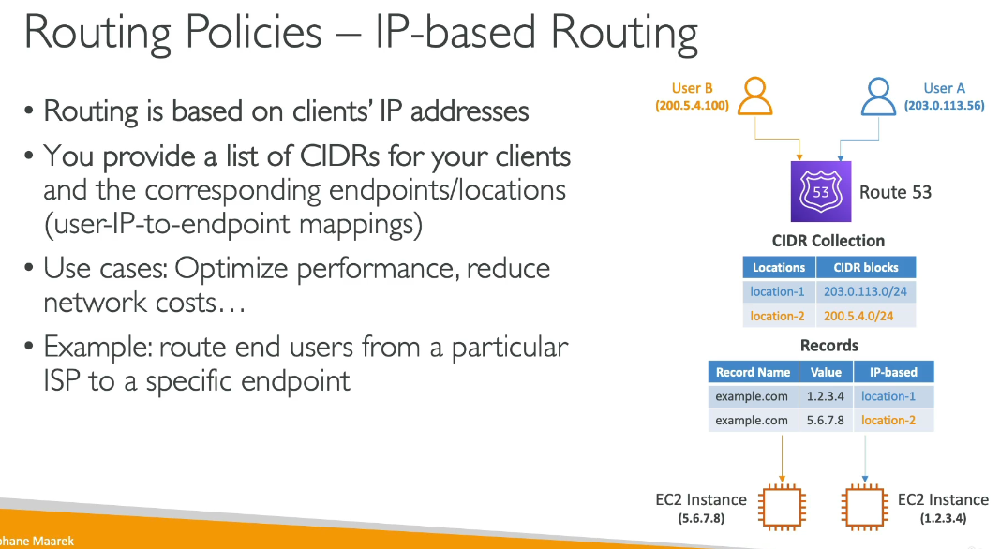 Routing Policies – IP-based Routing
• Routing is based on clients' IP addresses
• You provide a list of CIDRs for your clients
and the corresponding endpoints/locations
(user-IP-to-endpoint mappings)
• Use cases: Optimize performance, reduce
network costs…
• Example: route end users from a particular
ISP to a specific endpoint
User B
(200.5.4.100)
User A
(203.0.113.56)
53
Route 53
CIDR Collection
Locations CIDR blocks
location-1 203.0.113.0/24
location-2 200.5.4.0/24
Records
Record Name Value IP-based
example.com 1.2.3.4 location-1
example.com 5.6.7.8 location-2
EC2 Instance
(5.6.7.8)
EC2 Instance
(1.2.3.4)
phane Maarek